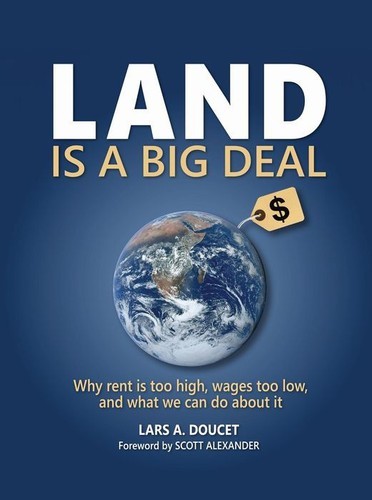 LAND
IS A BIG DEAL
$
Why rent is too high, wages too low,
and what we can do about it
LARS A. DOUCET
Foreword by SCOTT ALEXANDER